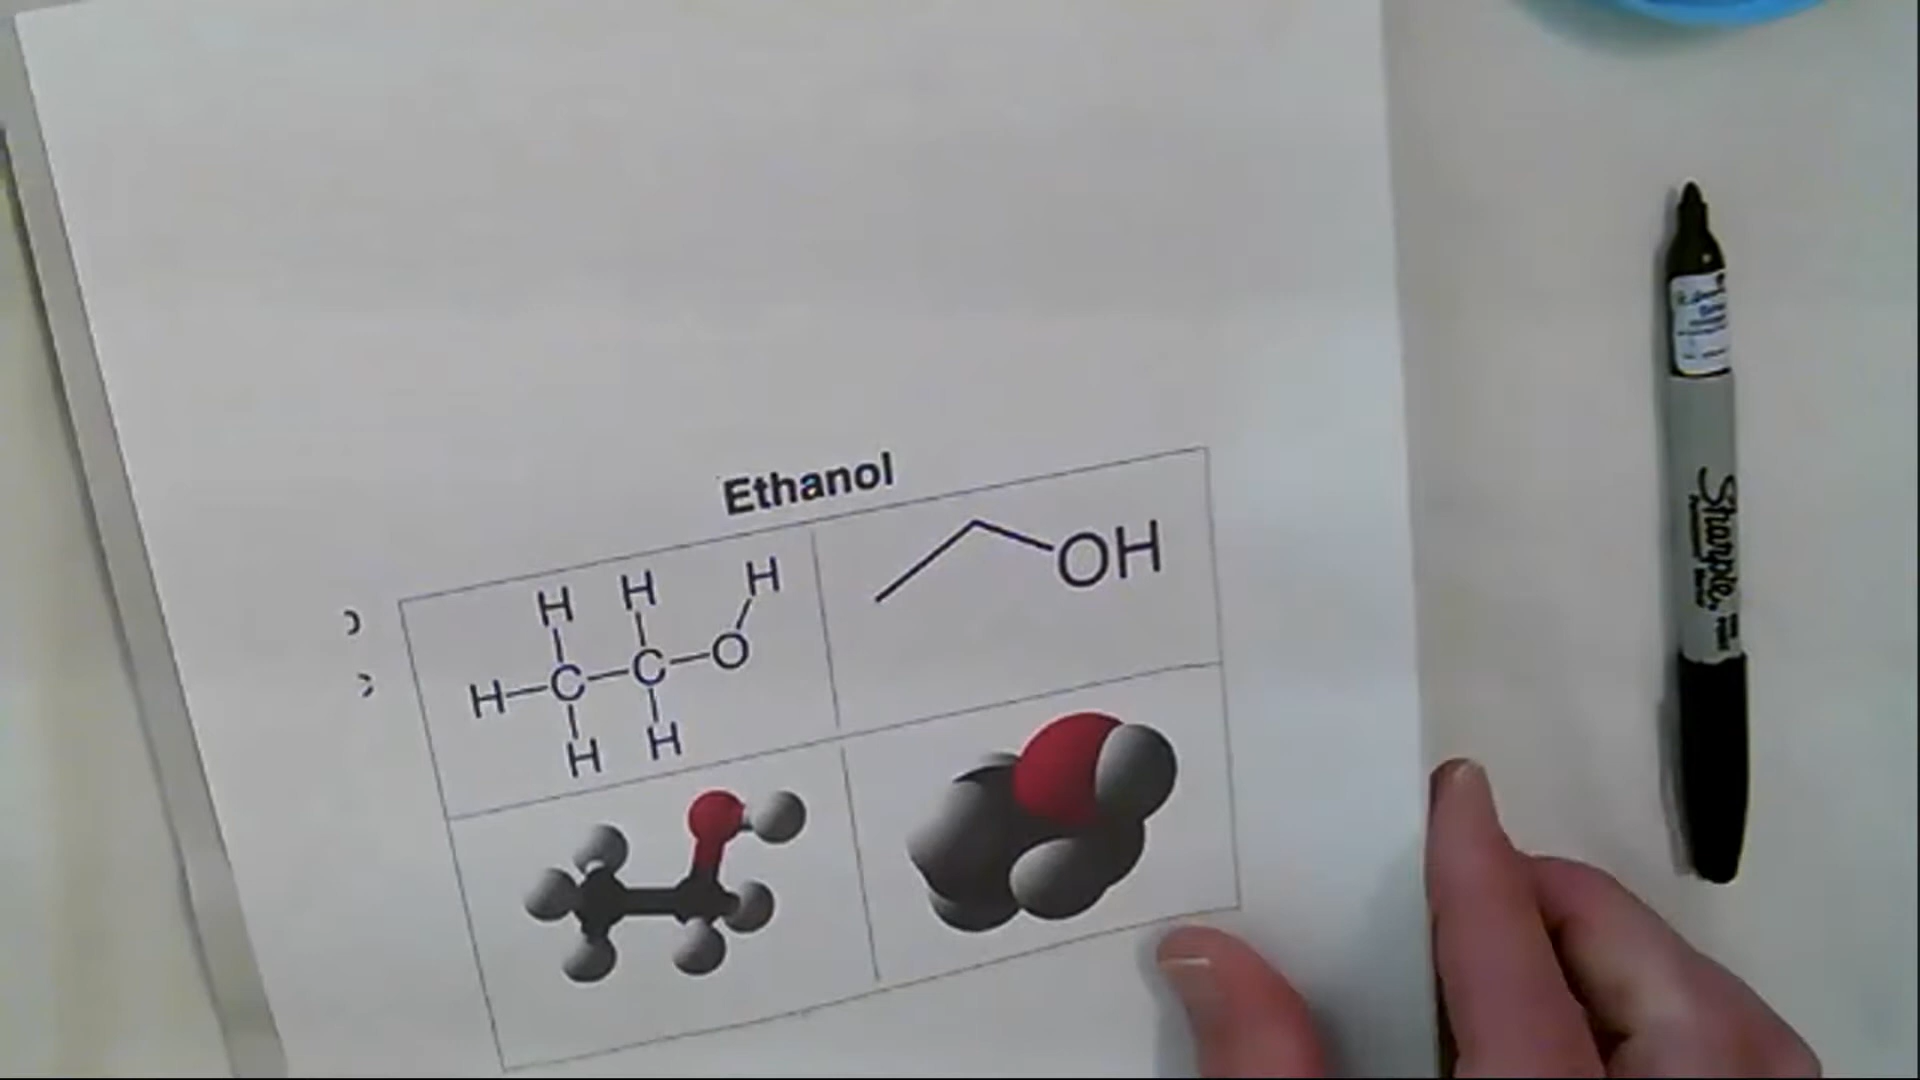 Ethanol
H H H
H C C O
H H
OH
Sharpie